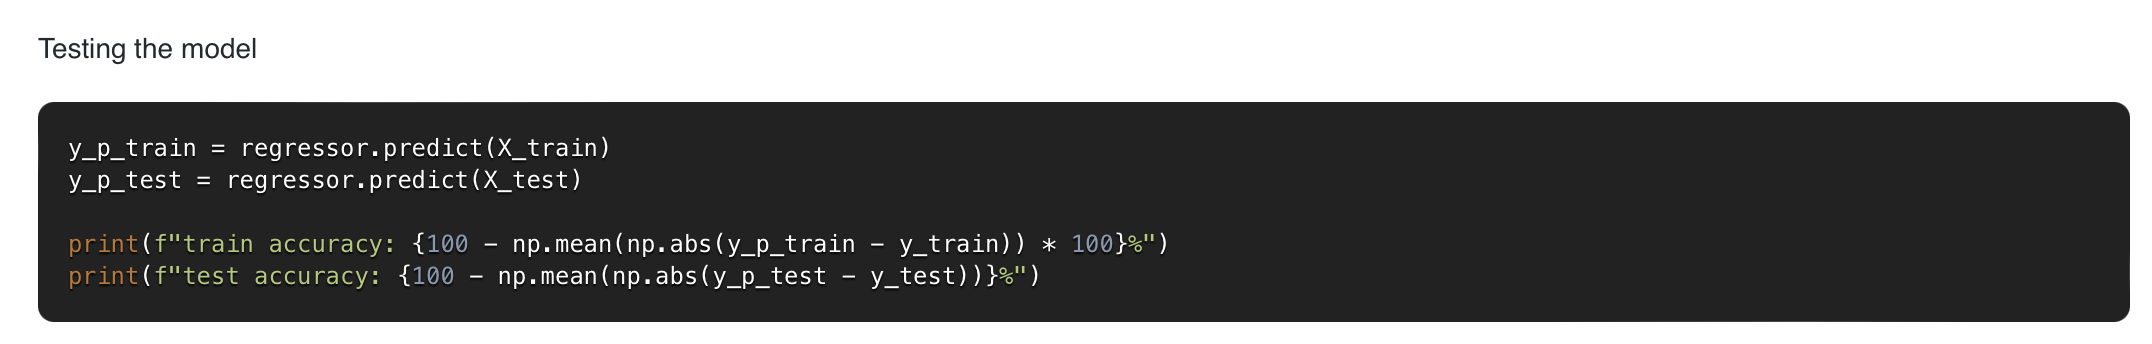 Testing the model
y_p_train = regressor.predict(X_train)
y_p_test = regressor.predict(X_test)
print(f"train accuracy: {100 - np.mean(np.abs(y_p_train - y_train)) * 100}%")
print(f"test accuracy: {100 - np.mean(np.abs(y_p_test - y_test))}%")